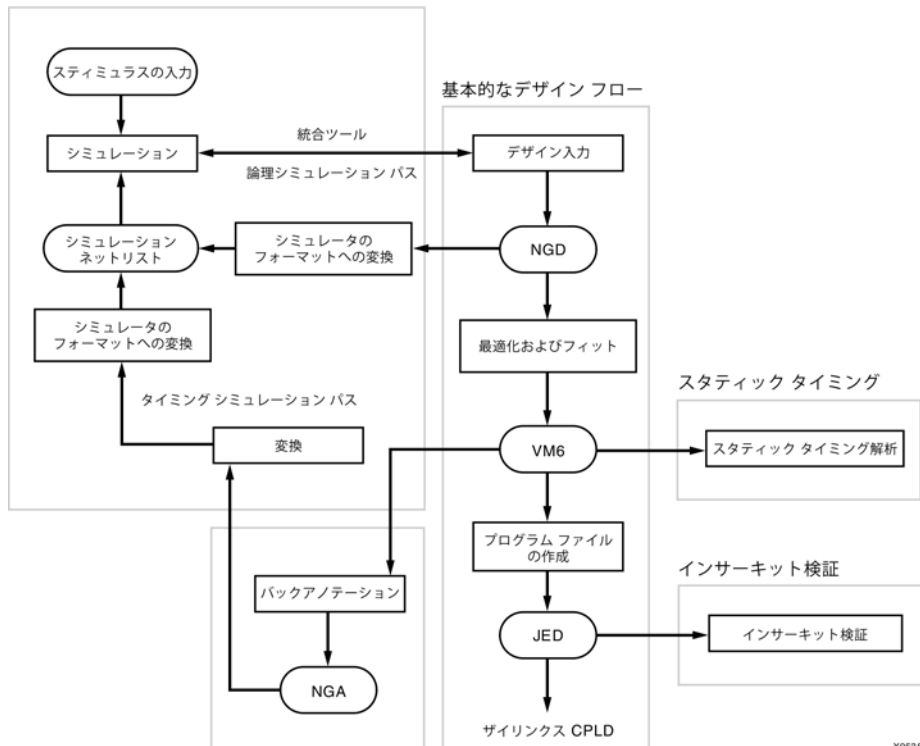 スティミュラスの入力
基本的なデザイン フロー
統合ツール
シミュレーション
デザイン入力
論理シミュレーション パス
シミュレーション
ネットリスト
シミュレータの
フォーマットへの変換
NGD
シミュレータの
フォーマットへの変換
最適化およびフィット
スタティック タイミング
タイミング シミュレーション パス
変換
VM6
スタティック タイミング解析
プログラム ファイル
の作成
インサーキット検証
バックアノテーション
JED
インサーキット検証
NGA
ザイリンクス CPLD